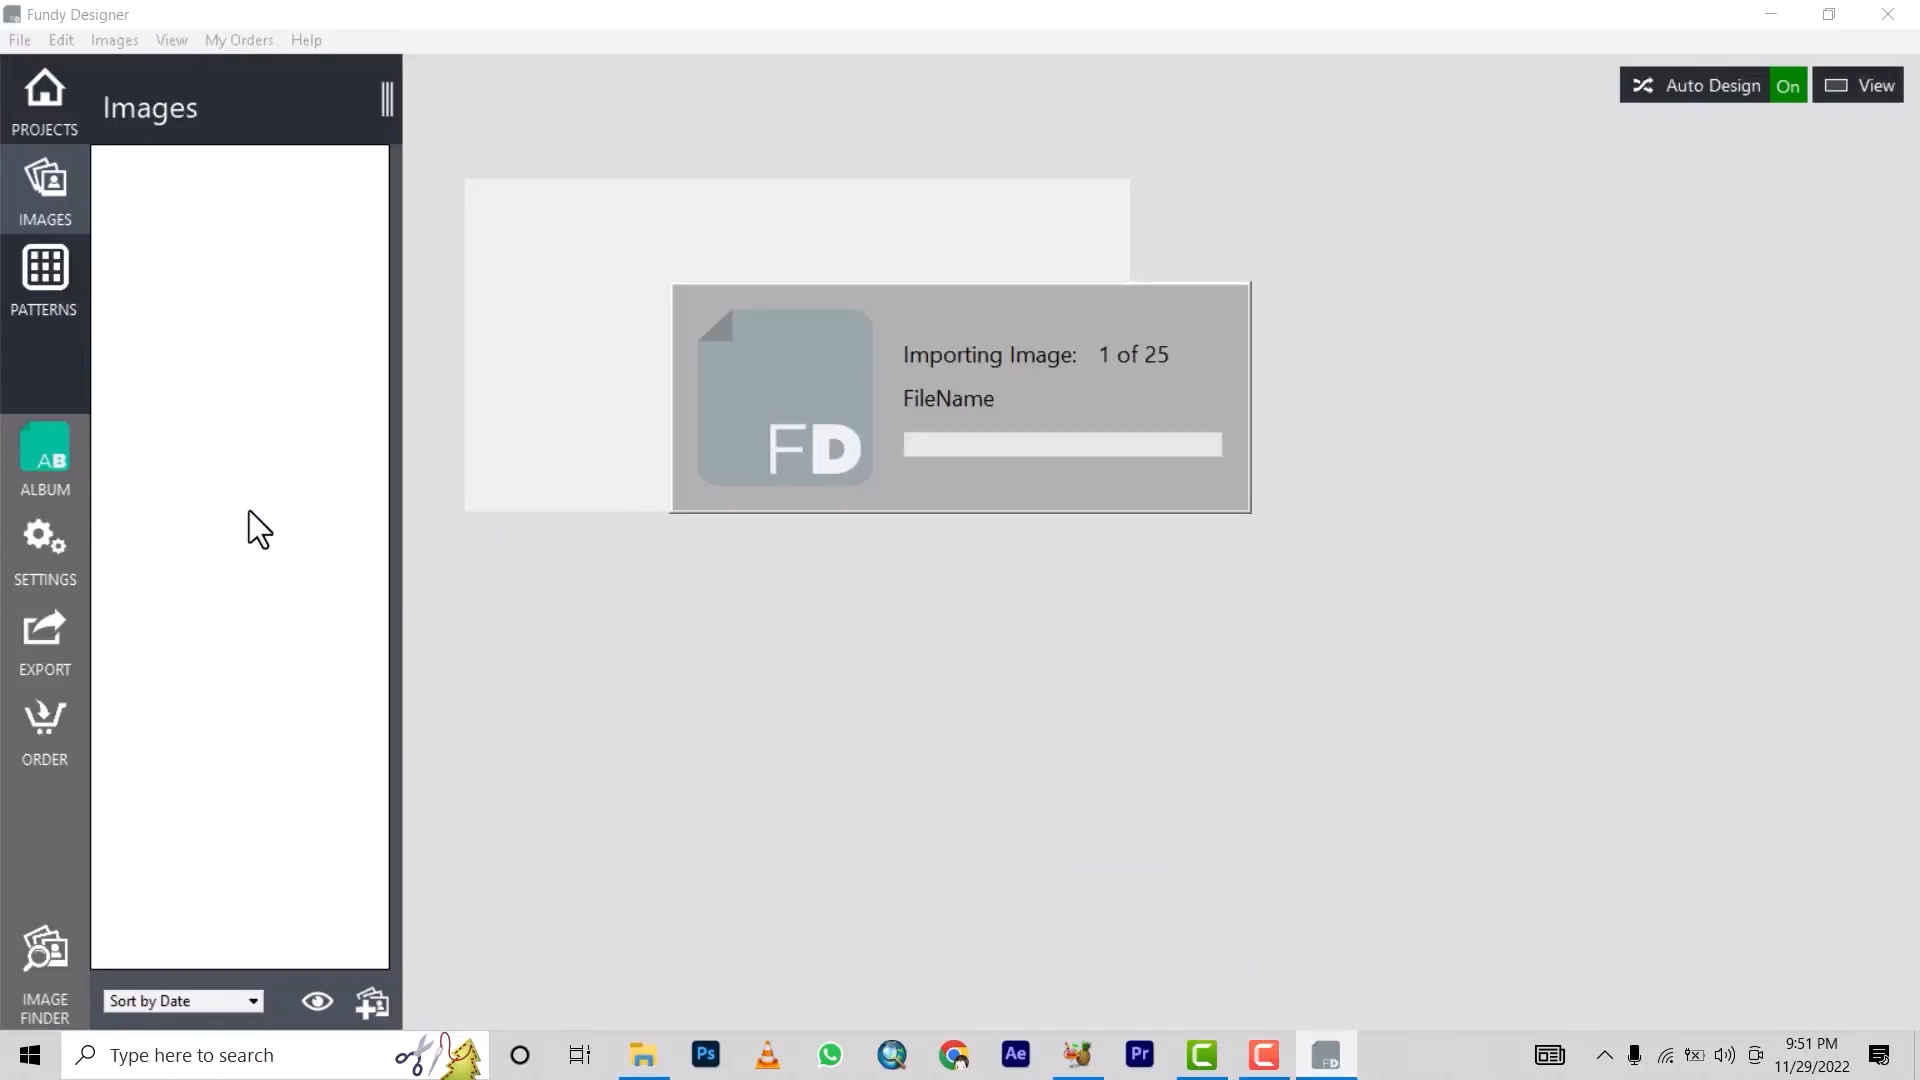 Fundy Designer
File Edit Images View My Orders Help
PROJECTS
Images
Auto Design On View
IMAGES
PATTERNS
Importing Image: 1 of 25
FileName
FD
AB
ALBUM
SETTINGS
EXPORT
ORDER
IMAGE
FINDER
Sort by Date
Type here to search
Ps
Ae
Pr
C
C
FD
9:51 PM
11/29/2022